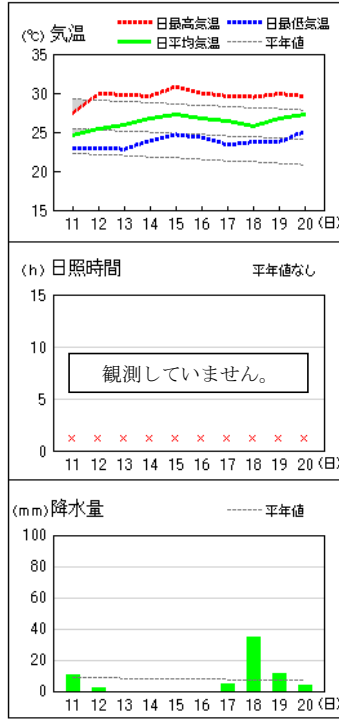 (℃) 気温 日最高気温 日最低気温
日平均気温 平年値
35
30
25
20
15
11 12 13 14 15 16 17 18 19 20 (日)
(h) 日照時間 平年値なし
15
10
観測していません。
5
0
× × × × × × × × × ×
11 12 13 14 15 16 17 18 19 20 (日)
(mm) 降水量 平年値
100
80
60
40
20
0
11 12 13 14 15 16 17 18 19 20 (日)